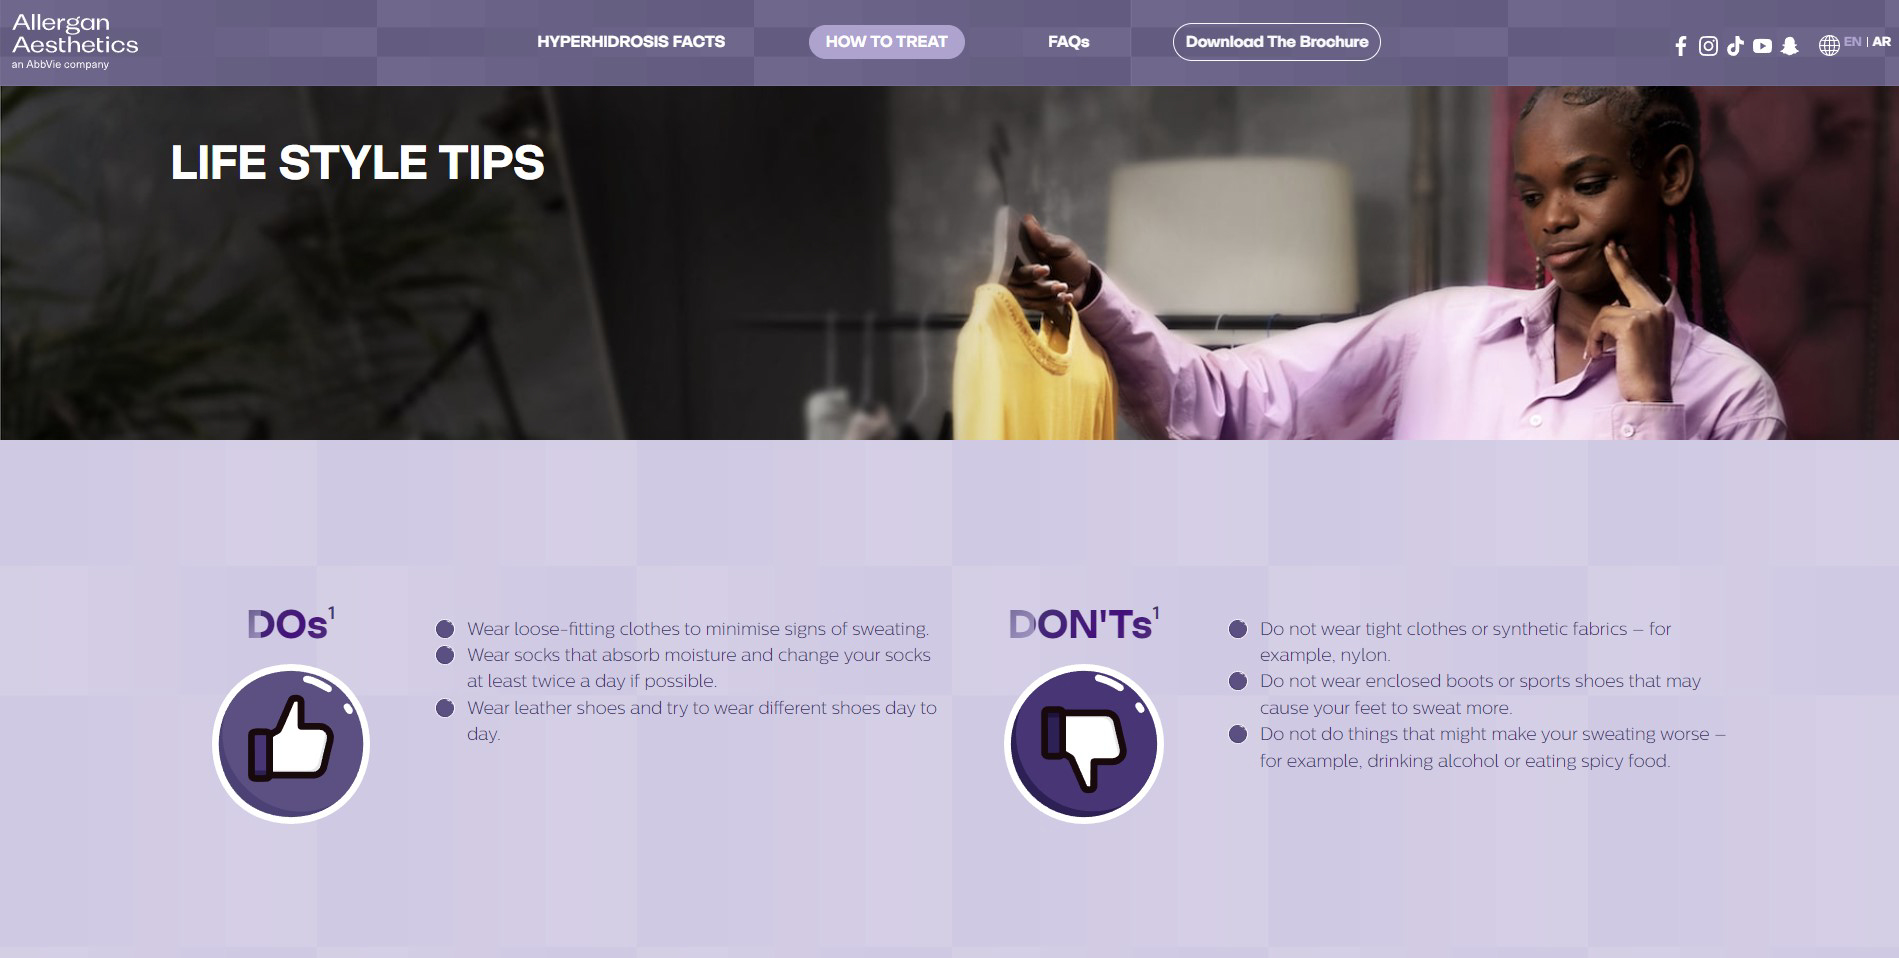 Allergan
Aesthetics
an AbbVie company
HYPERHIDROSIS FACTS
HOW TO TREAT
FAQs
Download The Brochure
EN | AR
LIFE STYLE TIPS
DOs¹
Wear loose-fitting clothes to minimise signs of sweating.
Wear socks that absorb moisture and change your socks
at least twice a day if possible.
Wear leather shoes and try to wear different shoes day to
day.
DON'Ts¹
Do not wear tight clothes or synthetic fabrics – for
example, nylon.
Do not wear enclosed boots or sports shoes that may
cause your feet to sweat more.
Do not do things that might make your sweating worse –
for example, drinking alcohol or eating spicy food.